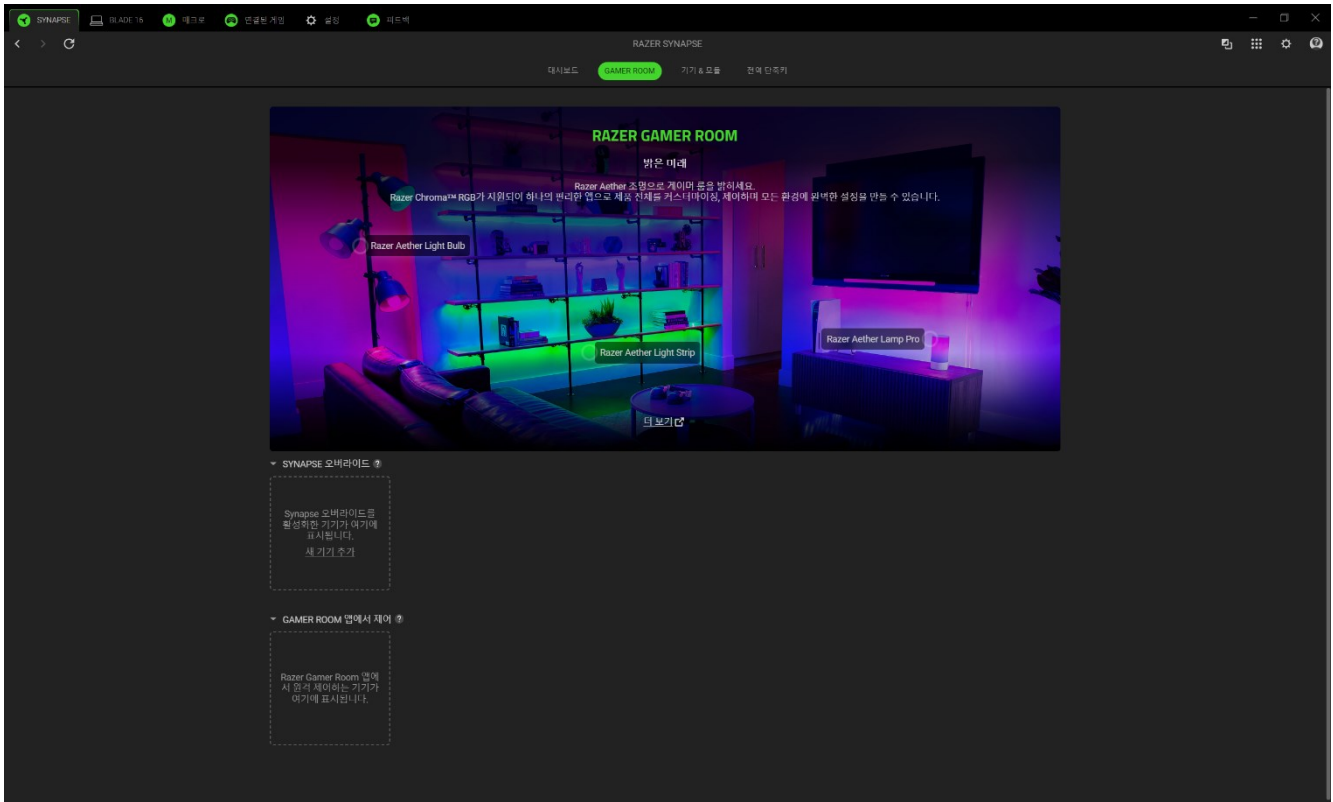 SYNAPSE
BLADE 16
매크로
연결된 게임
설정
피드백
RAZER SYNAPSE
대시보드
GAMER ROOM
기기 & 모듈
전역 단축키
RAZER GAMER ROOM
밝은 미래
Razer Aether 조명으로 게이머 룸을 밝히세요.
Razer Chroma™ RGB가 지원되어 하나의 편리한 앱으로 제품 전체를 커스터마이징, 제어하며 모든 환경에 완벽한 설정을 만들 수 있습니다.
Razer Aether Light Bulb
Razer Aether Lamp Pro
Razer Aether Light Strip
더 보기
SYNAPSE 오버라이드 ?
Synapse 오버라이드를
활성화한 기기가 여기에
표시됩니다.
새 기기 추가
GAMER ROOM 앱에서 제어 ?
Razer Gamer Room 앱에
서 원격 제어하는 기기가
여기에 표시됩니다.